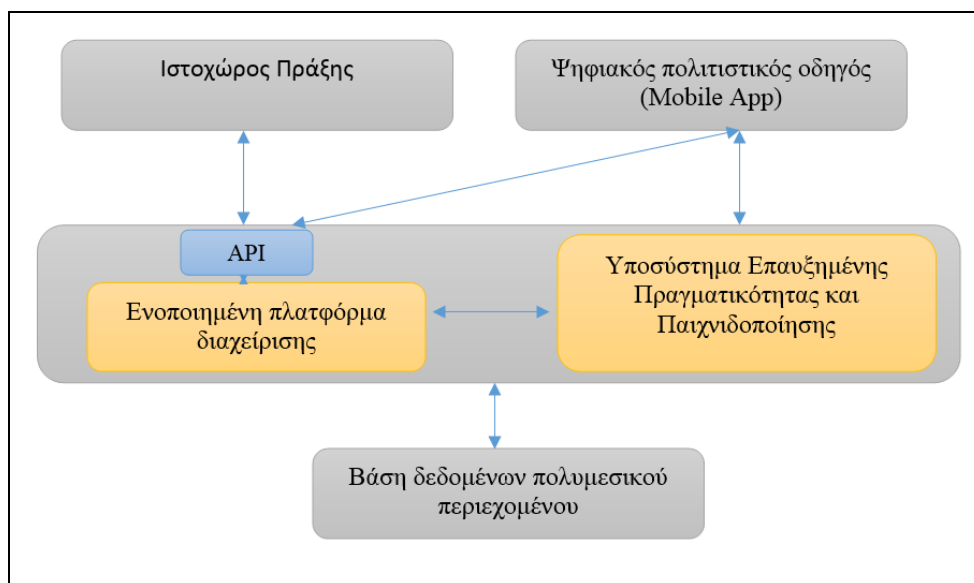 Ιστοχώρος Πράξης
Ψηφιακός πολιτιστικός οδηγός
(Mobile App)
API
Ενοποιημένη πλατφόρμα
διαχείρισης
Υποσύστημα Επαυξημένης
Πραγματικότητας και
Παιχνιδοποίησης
Βάση δεδομένων πολυμεσικού
περιεχομένου